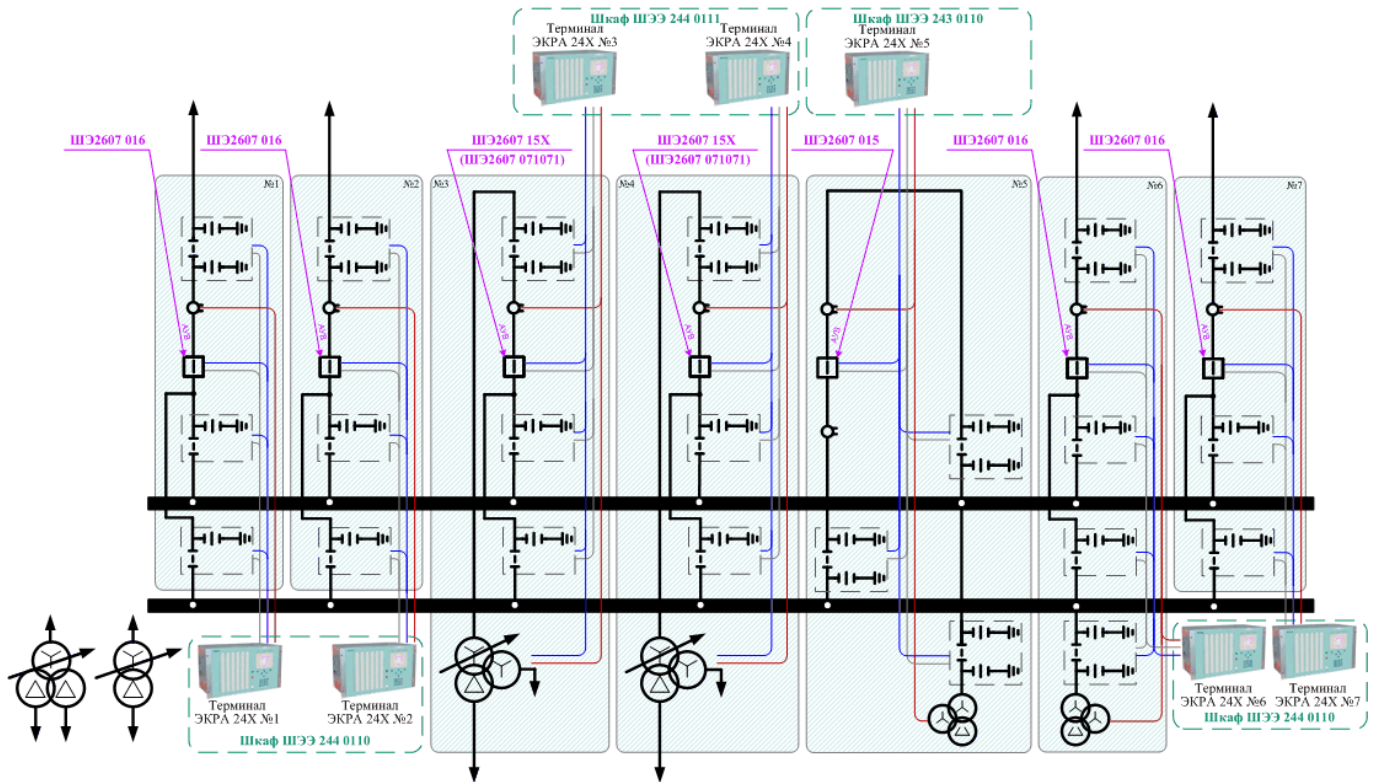 Шкаф ШЭЭ 244 0111
Шкаф ШЭЭ 243 0110
Терминал
ЭКРА 24Х №3
Терминал
ЭКРА 24Х №4
Терминал
ЭКРА 24Х №5
ШЭ2607 016
ШЭ2607 016
ШЭ2607 15Х
(ШЭ2607 071071)
ШЭ2607 15Х
(ШЭ2607 071071)
ШЭ2607 015
ШЭ2607 016
ШЭ2607 016
№1
№2
№3
№4
№5
№6
№7
АУВ
АУВ
АУВ
АУВ
АУВ
АУВ
АУВ
Терминал
ЭКРА 24Х №1
Терминал
ЭКРА 24Х №2
Шкаф ШЭЭ 244 0110
Терминал
ЭКРА 24Х №6
Терминал
ЭКРА 24Х №7
Шкаф ШЭЭ 244 0110